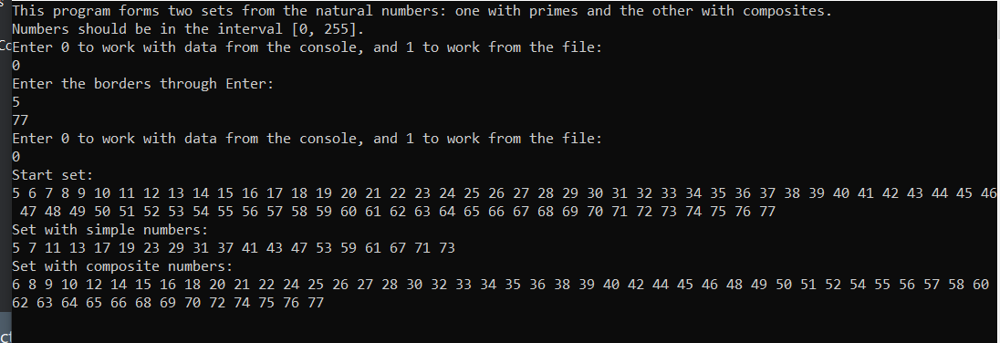 This program forms two sets from the natural numbers: one with primes and the other with composites.
Numbers should be in the interval [0, 255].
Enter 0 to work with data from the console, and 1 to work from the file:
0
Enter the borders through Enter:
5
77
Enter 0 to work with data from the console, and 1 to work from the file:
0
Start set:
5 6 7 8 9 10 11 12 13 14 15 16 17 18 19 20 21 22 23 24 25 26 27 28 29 30 31 32 33 34 35 36 37 38 39 40 41 42 43 44 45 46
47 48 49 50 51 52 53 54 55 56 57 58 59 60 61 62 63 64 65 66 67 68 69 70 71 72 73 74 75 76 77
Set with simple numbers:
5 7 11 13 17 19 23 29 31 37 41 43 47 53 59 61 67 71 73
Set with composite numbers:
6 8 9 10 12 14 15 16 18 20 21 22 24 25 26 27 28 30 32 33 34 35 36 38 39 40 42 44 45 46 48 49 50 51 52 54 55 56 57 58 60
62 63 64 65 66 68 69 70 72 74 75 76 77